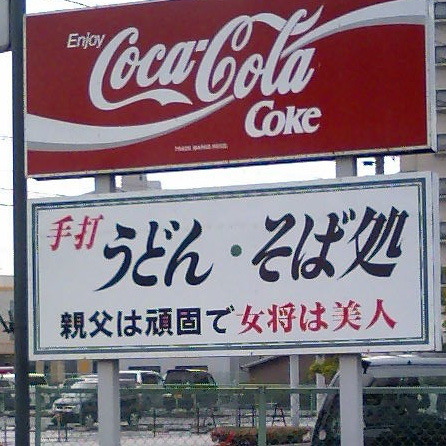 Enjoy
Coca-Cola
Coke
手打
うどん・そば処
親父は頑固で女将は美人